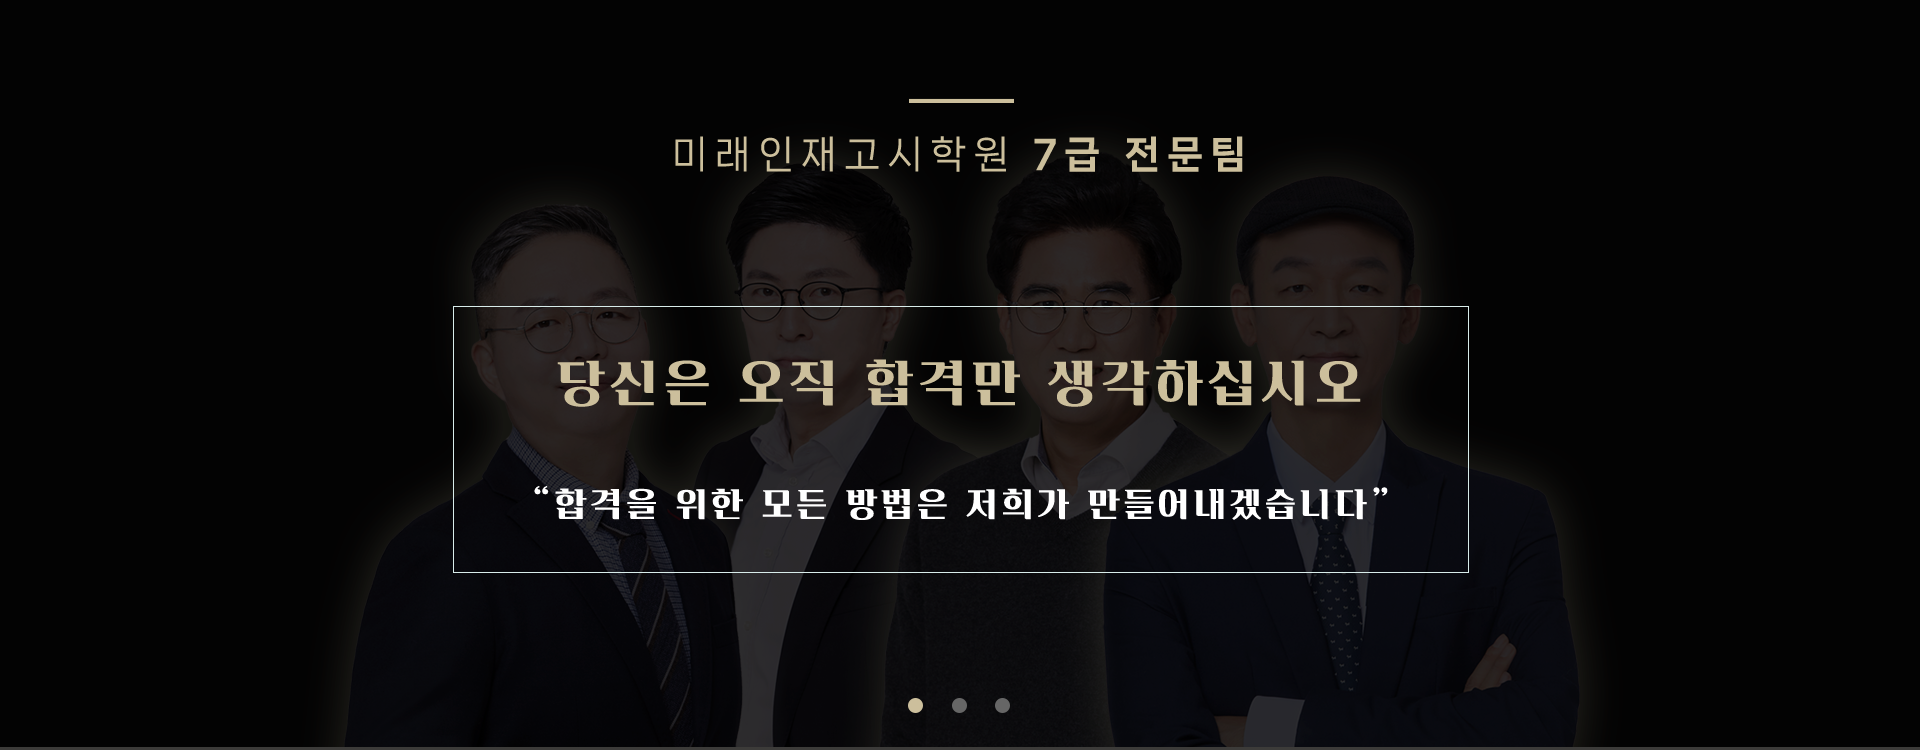 미래인재고시학원 7급 전문팀
당신은 오직 합격만 생각하십시오
“합격을 위한 모든 방법은 저희가 만들어내겠습니다”